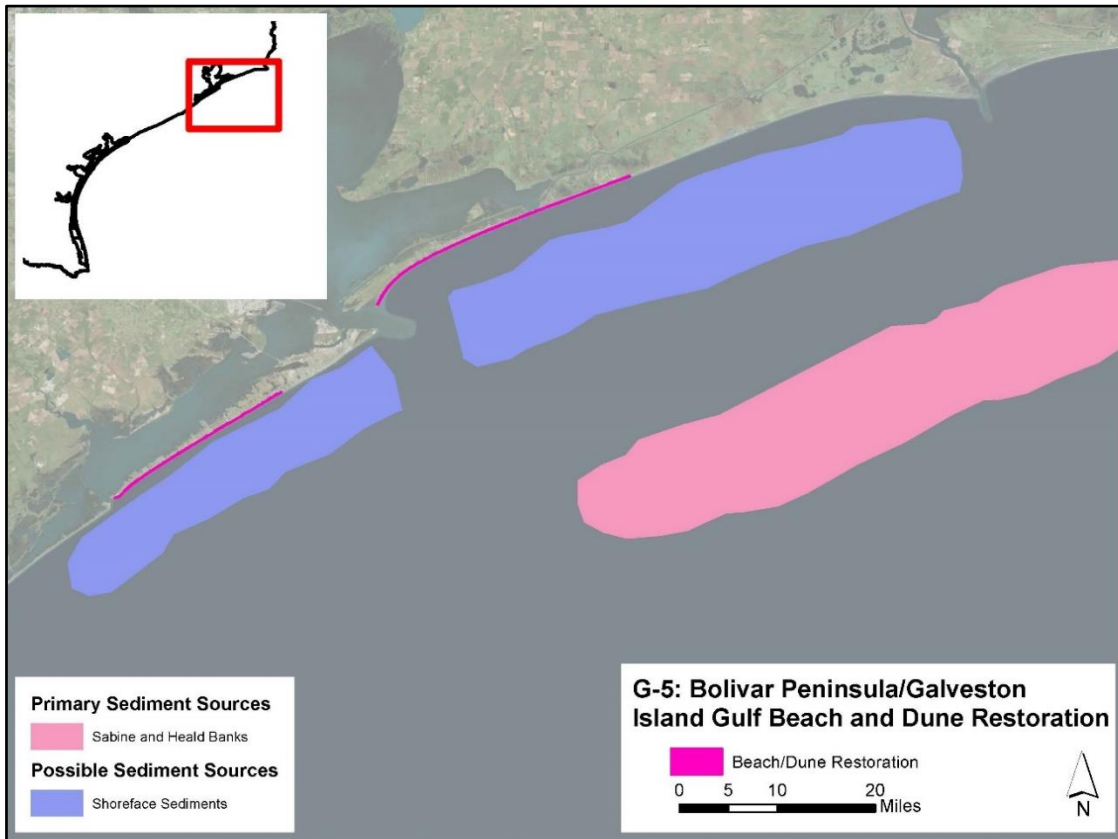 Primary Sediment Sources
Sabine and Heald Banks
Possible Sediment Sources
Shoreface Sediments
G-5: Bolivar Peninsula/Galveston
Island Gulf Beach and Dune Restoration
Beach/Dune Restoration
0 5 10 20
Miles
N